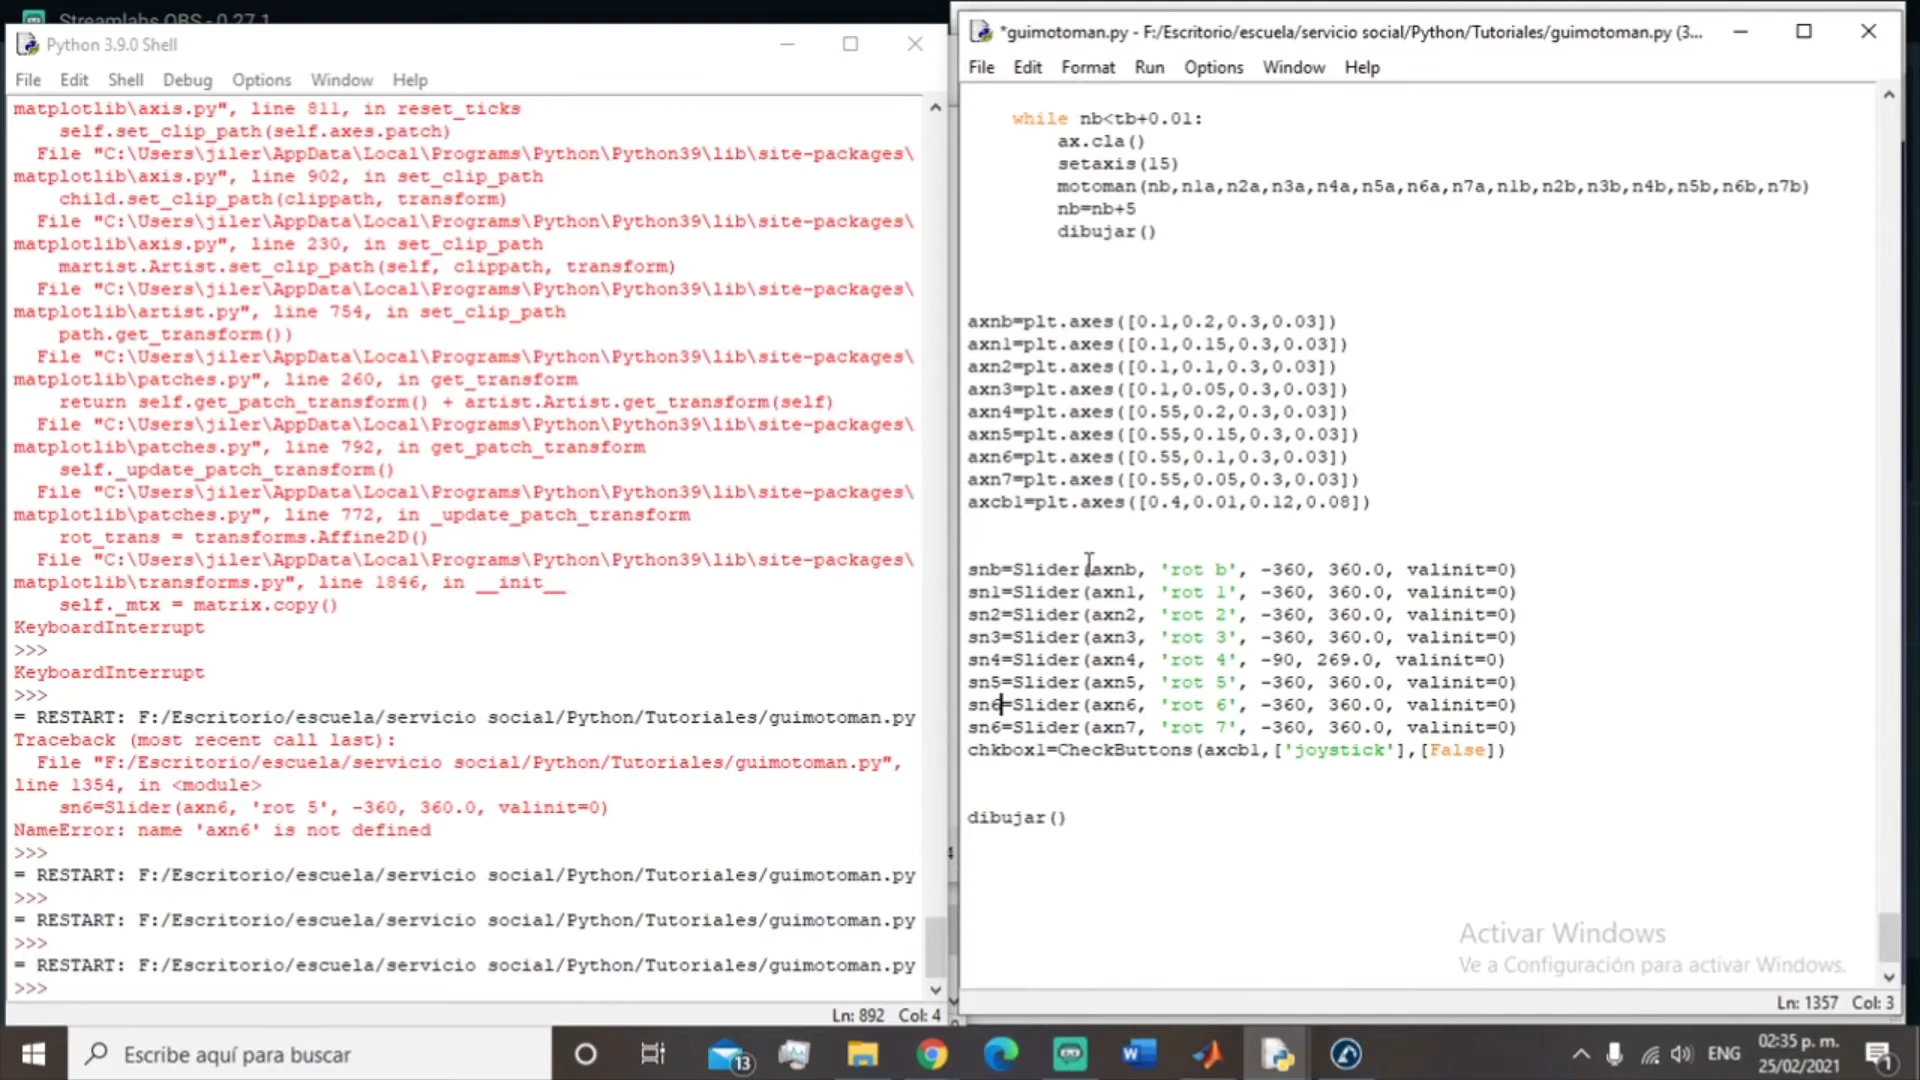 Streamlabs OBS - 0.27.1
Python 3.9.0 Shell
File Edit Shell Debug Options Window Help
matplotlib\axis.py", line 811, in reset_ticks
self.set_clip_path(self.axes.patch)
File "C:\Users\jiler\AppData\Local\Programs\Python\Python39\lib\site-packages\
matplotlib\axis.py", line 902, in set_clip_path
child.set_clip_path(clippath, transform)
File "C:\Users\jiler\AppData\Local\Programs\Python\Python39\lib\site-packages\
matplotlib\axis.py", line 230, in set_clip_path
martist.Artist.set_clip_path(self, clippath, transform)
File "C:\Users\jiler\AppData\Local\Programs\Python\Python39\lib\site-packages\
matplotlib\artist.py", line 754, in set_clip_path
path.get_transform())
File "C:\Users\jiler\AppData\Local\Programs\Python\Python39\lib\site-packages\
matplotlib\patches.py", line 260, in get_transform
return self.get_patch_transform() + artist.Artist.get_transform(self)
File "C:\Users\jiler\AppData\Local\Programs\Python\Python39\lib\site-packages\
matplotlib\patches.py", line 792, in get_patch_transform
self._update_patch_transform()
File "C:\Users\jiler\AppData\Local\Programs\Python\Python39\lib\site-packages\
matplotlib\patches.py", line 772, in _update_patch_transform
rot_trans = transforms.Affine2D()
File "C:\Users\jiler\AppData\Local\Programs\Python\Python39\lib\site-packages\
matplotlib\transforms.py", line 1846, in __init__
self._mtx = matrix.copy()
KeyboardInterrupt
>>>
KeyboardInterrupt
>>>
= RESTART: F:/Escritorio/escuela/servicio social/Python/Tutoriales/guimotoman.py
Traceback (most recent call last):
File "F:/Escritorio/escuela/servicio social/Python/Tutoriales/guimotoman.py",
line 1354, in <module>
sn6=Slider(axn6, 'rot 5', -360, 360.0, valinit=0)
NameError: name 'axn6' is not defined
>>>
= RESTART: F:/Escritorio/escuela/servicio social/Python/Tutoriales/guimotoman.py
>>>
= RESTART: F:/Escritorio/escuela/servicio social/Python/Tutoriales/guimotoman.py
>>>
= RESTART: F:/Escritorio/escuela/servicio social/Python/Tutoriales/guimotoman.py
>>>
Ln: 892 Col: 4
*guimotoman.py - F:/Escritorio/escuela/servicio social/Python/Tutoriales/guimotoman.py (3...
File Edit Format Run Options Window Help
while nb<tb+0.01:
ax.cla()
setaxis(15)
motoman(nb,n1a,n2a,n3a,n4a,n5a,n6a,n7a,n1b,n2b,n3b,n4b,n5b,n6b,n7b)
nb=nb+5
dibujar()
axnb=plt.axes([0.1,0.2,0.3,0.03])
axn1=plt.axes([0.1,0.15,0.3,0.03])
axn2=plt.axes([0.1,0.1,0.3,0.03])
axn3=plt.axes([0.1,0.05,0.3,0.03])
axn4=plt.axes([0.55,0.2,0.3,0.03])
axn5=plt.axes([0.55,0.15,0.3,0.03])
axn6=plt.axes([0.55,0.1,0.3,0.03])
axn7=plt.axes([0.55,0.05,0.3,0.03])
axcb1=plt.axes([0.4,0.01,0.12,0.08])
snb=Slider(axnb, 'rot b', -360, 360.0, valinit=0)
sn1=Slider(axn1, 'rot 1', -360, 360.0, valinit=0)
sn2=Slider(axn2, 'rot 2', -360, 360.0, valinit=0)
sn3=Slider(axn3, 'rot 3', -360, 360.0, valinit=0)
sn4=Slider(axn4, 'rot 4', -90, 269.0, valinit=0)
sn5=Slider(axn5, 'rot 5', -360, 360.0, valinit=0)
sn6=Slider(axn6, 'rot 6', -360, 360.0, valinit=0)
sn6=Slider(axn7, 'rot 7', -360, 360.0, valinit=0)
chkbox1=CheckButtons(axcb1,['joystick'],[False])
dibujar()
Activar Windows
Ve a Configuración para activar Windows.
Ln: 1357 Col: 3
Escribe aquí para buscar
13
ENG
02:35 p. m.
25/02/2021
1